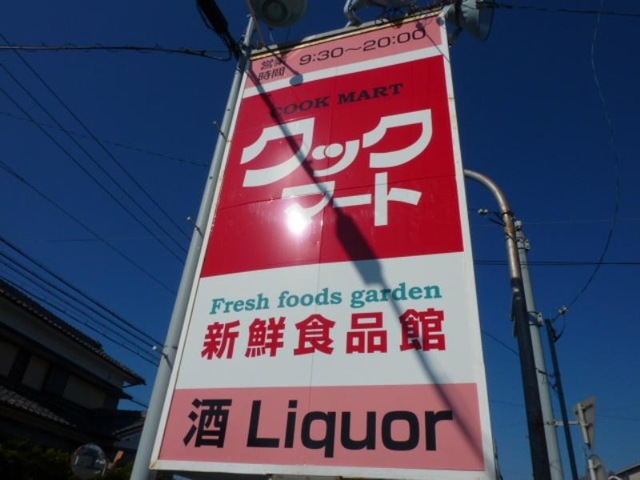 営業時間 9:30～20:00
COOK MART
クック
マート
Fresh foods garden
新鮮食品館
酒 Liquor